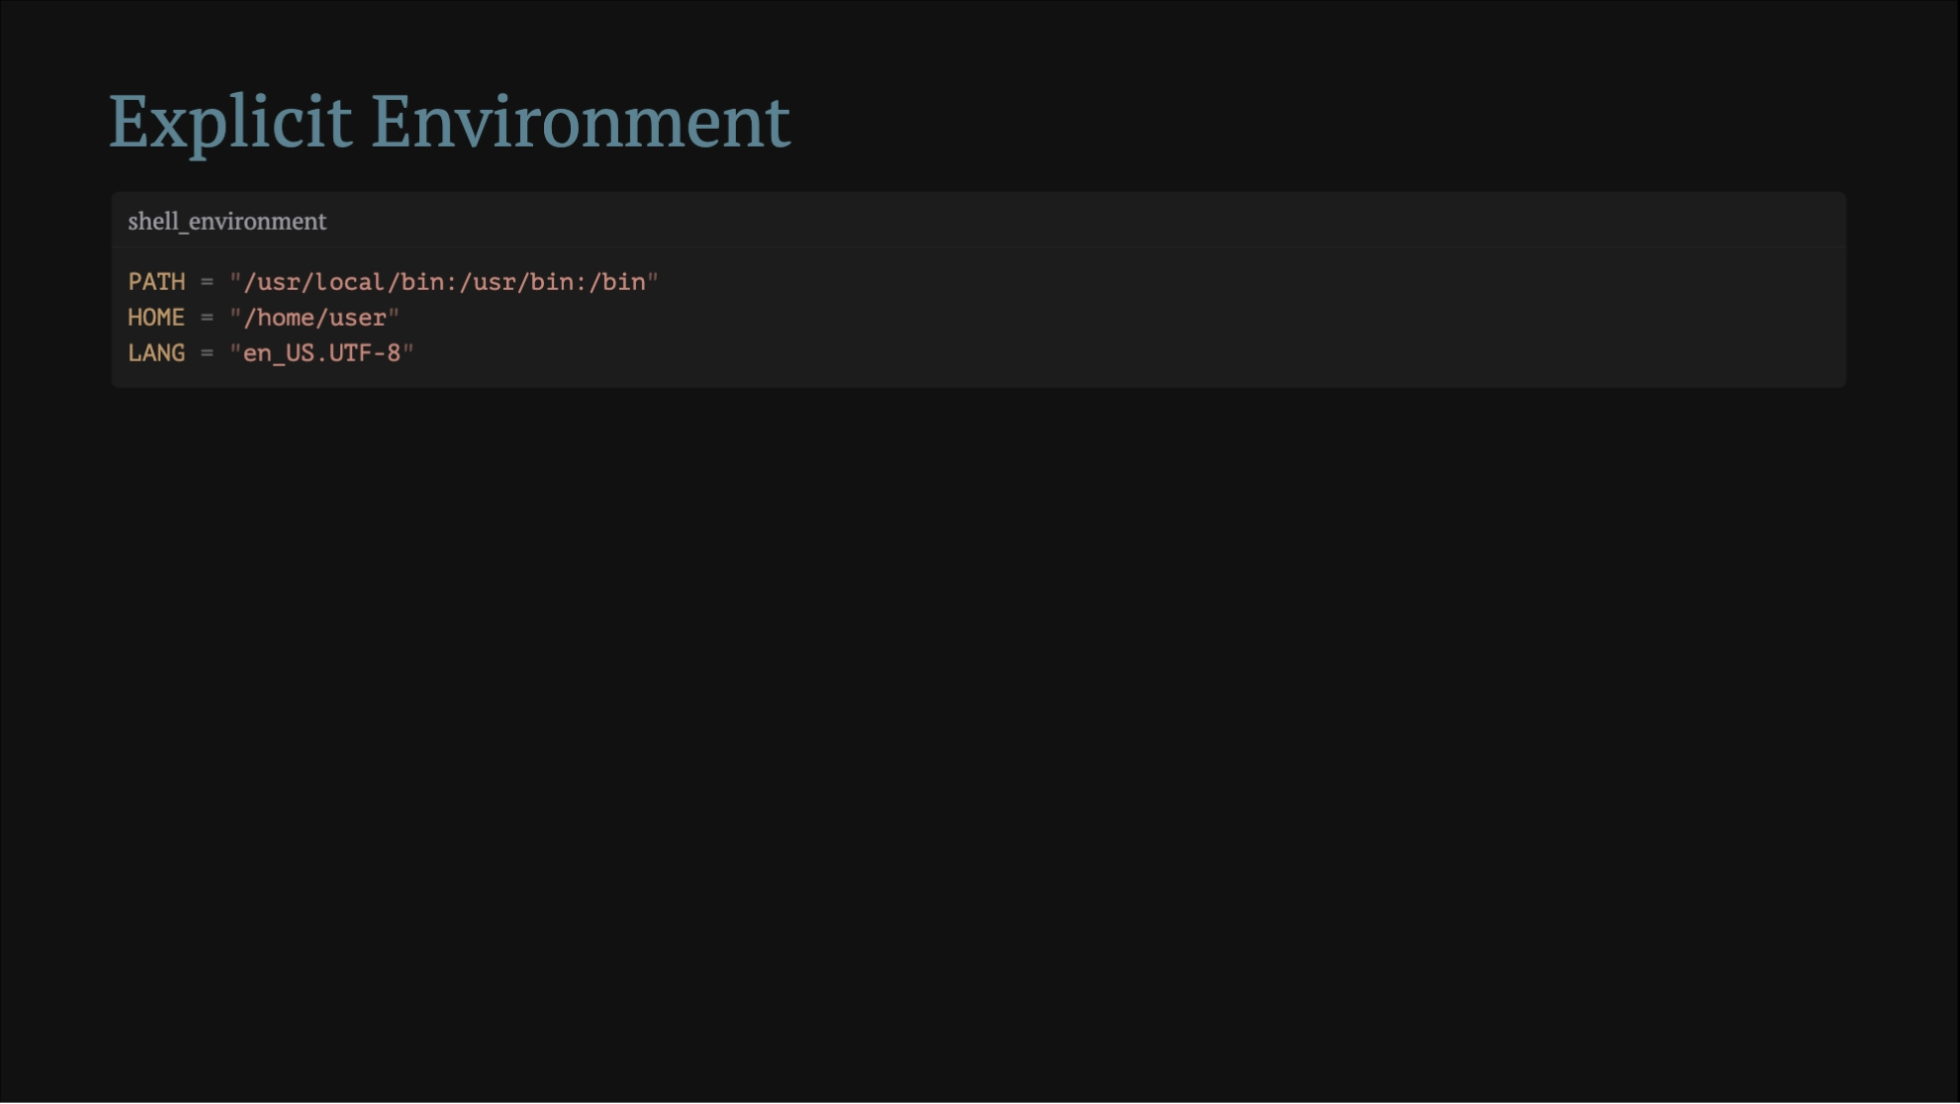 Explicit Environment
shell_environment
PATH = "/usr/local/bin:/usr/bin:/bin"
HOME = "/home/user"
LANG = "en_US.UTF-8"